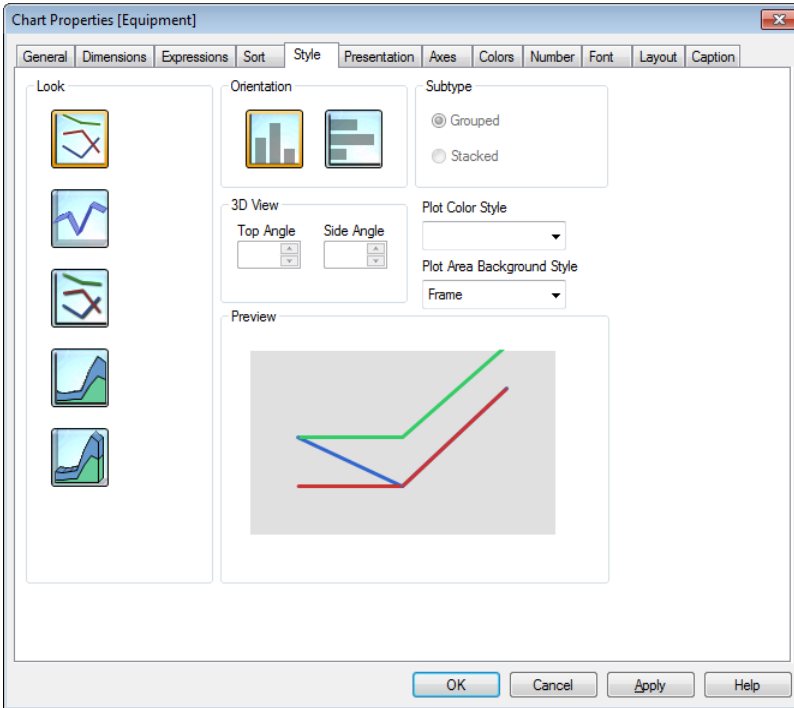 Chart Properties [Equipment]
General Dimensions Expressions Sort Style Presentation Axes Colors Number Font Layout Caption
Look
Orientation
Subtype
Grouped
Stacked
3D View
Top Angle Side Angle
Plot Color Style
Plot Area Background Style
Frame
Preview
OK Cancel Apply Help